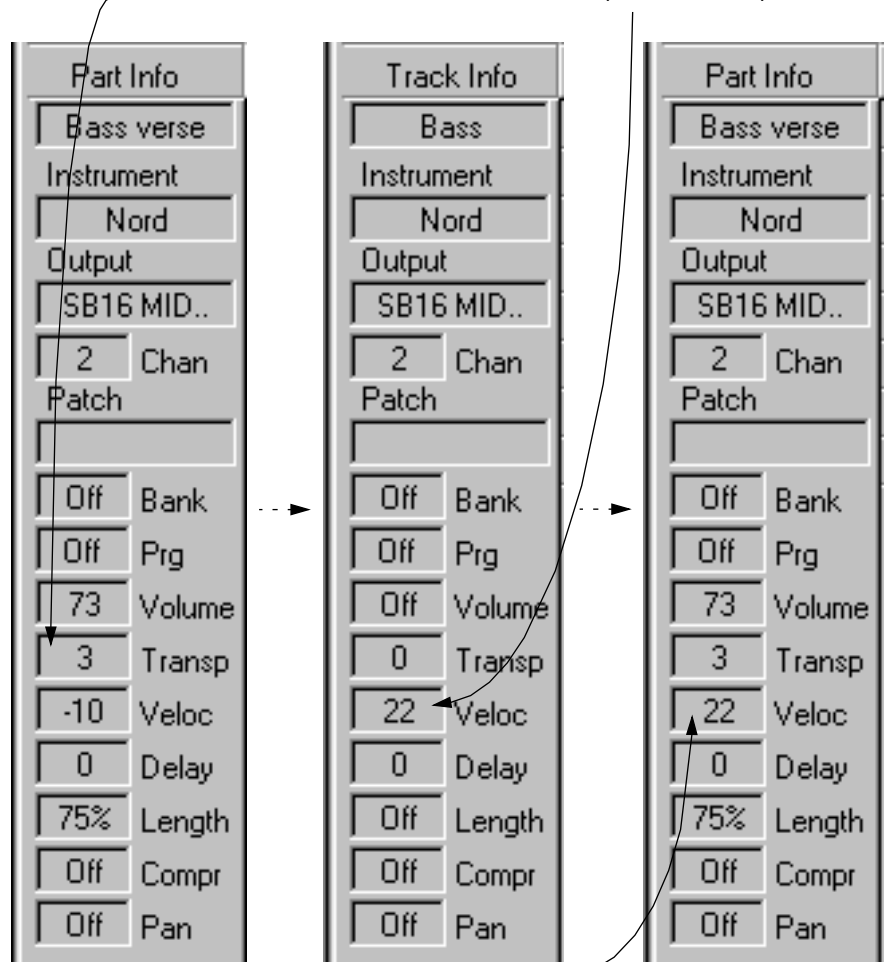 Part Info
Bass verse
Instrument
Nord
Output
SB16 MID..
2 Chan
Patch
Off Bank
Off Prg
73 Volume
3 Transp
-10 Veloc
0 Delay
75% Length
Off Compr
Off Pan
Track Info
Bass
Instrument
Nord
Output
SB16 MID..
2 Chan
Patch
Off Bank
Off Prg
Off Volume
0 Transp
22 Veloc
0 Delay
Off Length
Off Compr
Off Pan
Part Info
Bass verse
Instrument
Nord
Output
SB16 MID..
2 Chan
Patch
Off Bank
Off Prg
73 Volume
3 Transp
22 Veloc
0 Delay
75% Length
Off Compr
Off Pan